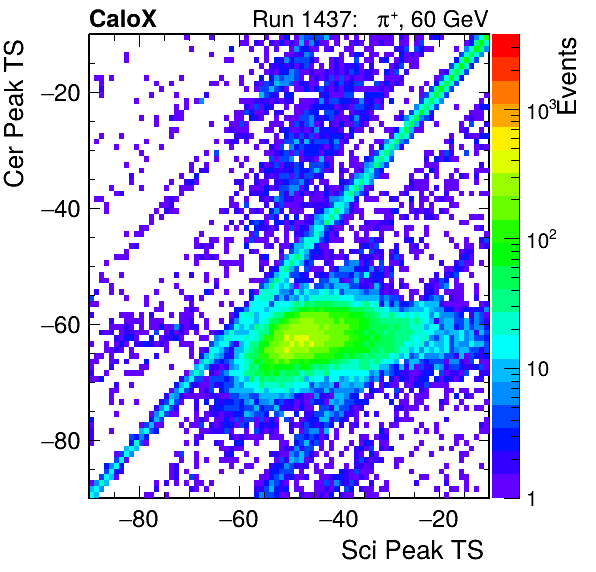 CaloX Run 1437: π⁺, 60 GeV
Cer Peak TS
−20
−40
−60
−80
−80 −60 −40 −20
Sci Peak TS
Events
10³
10²
10
1